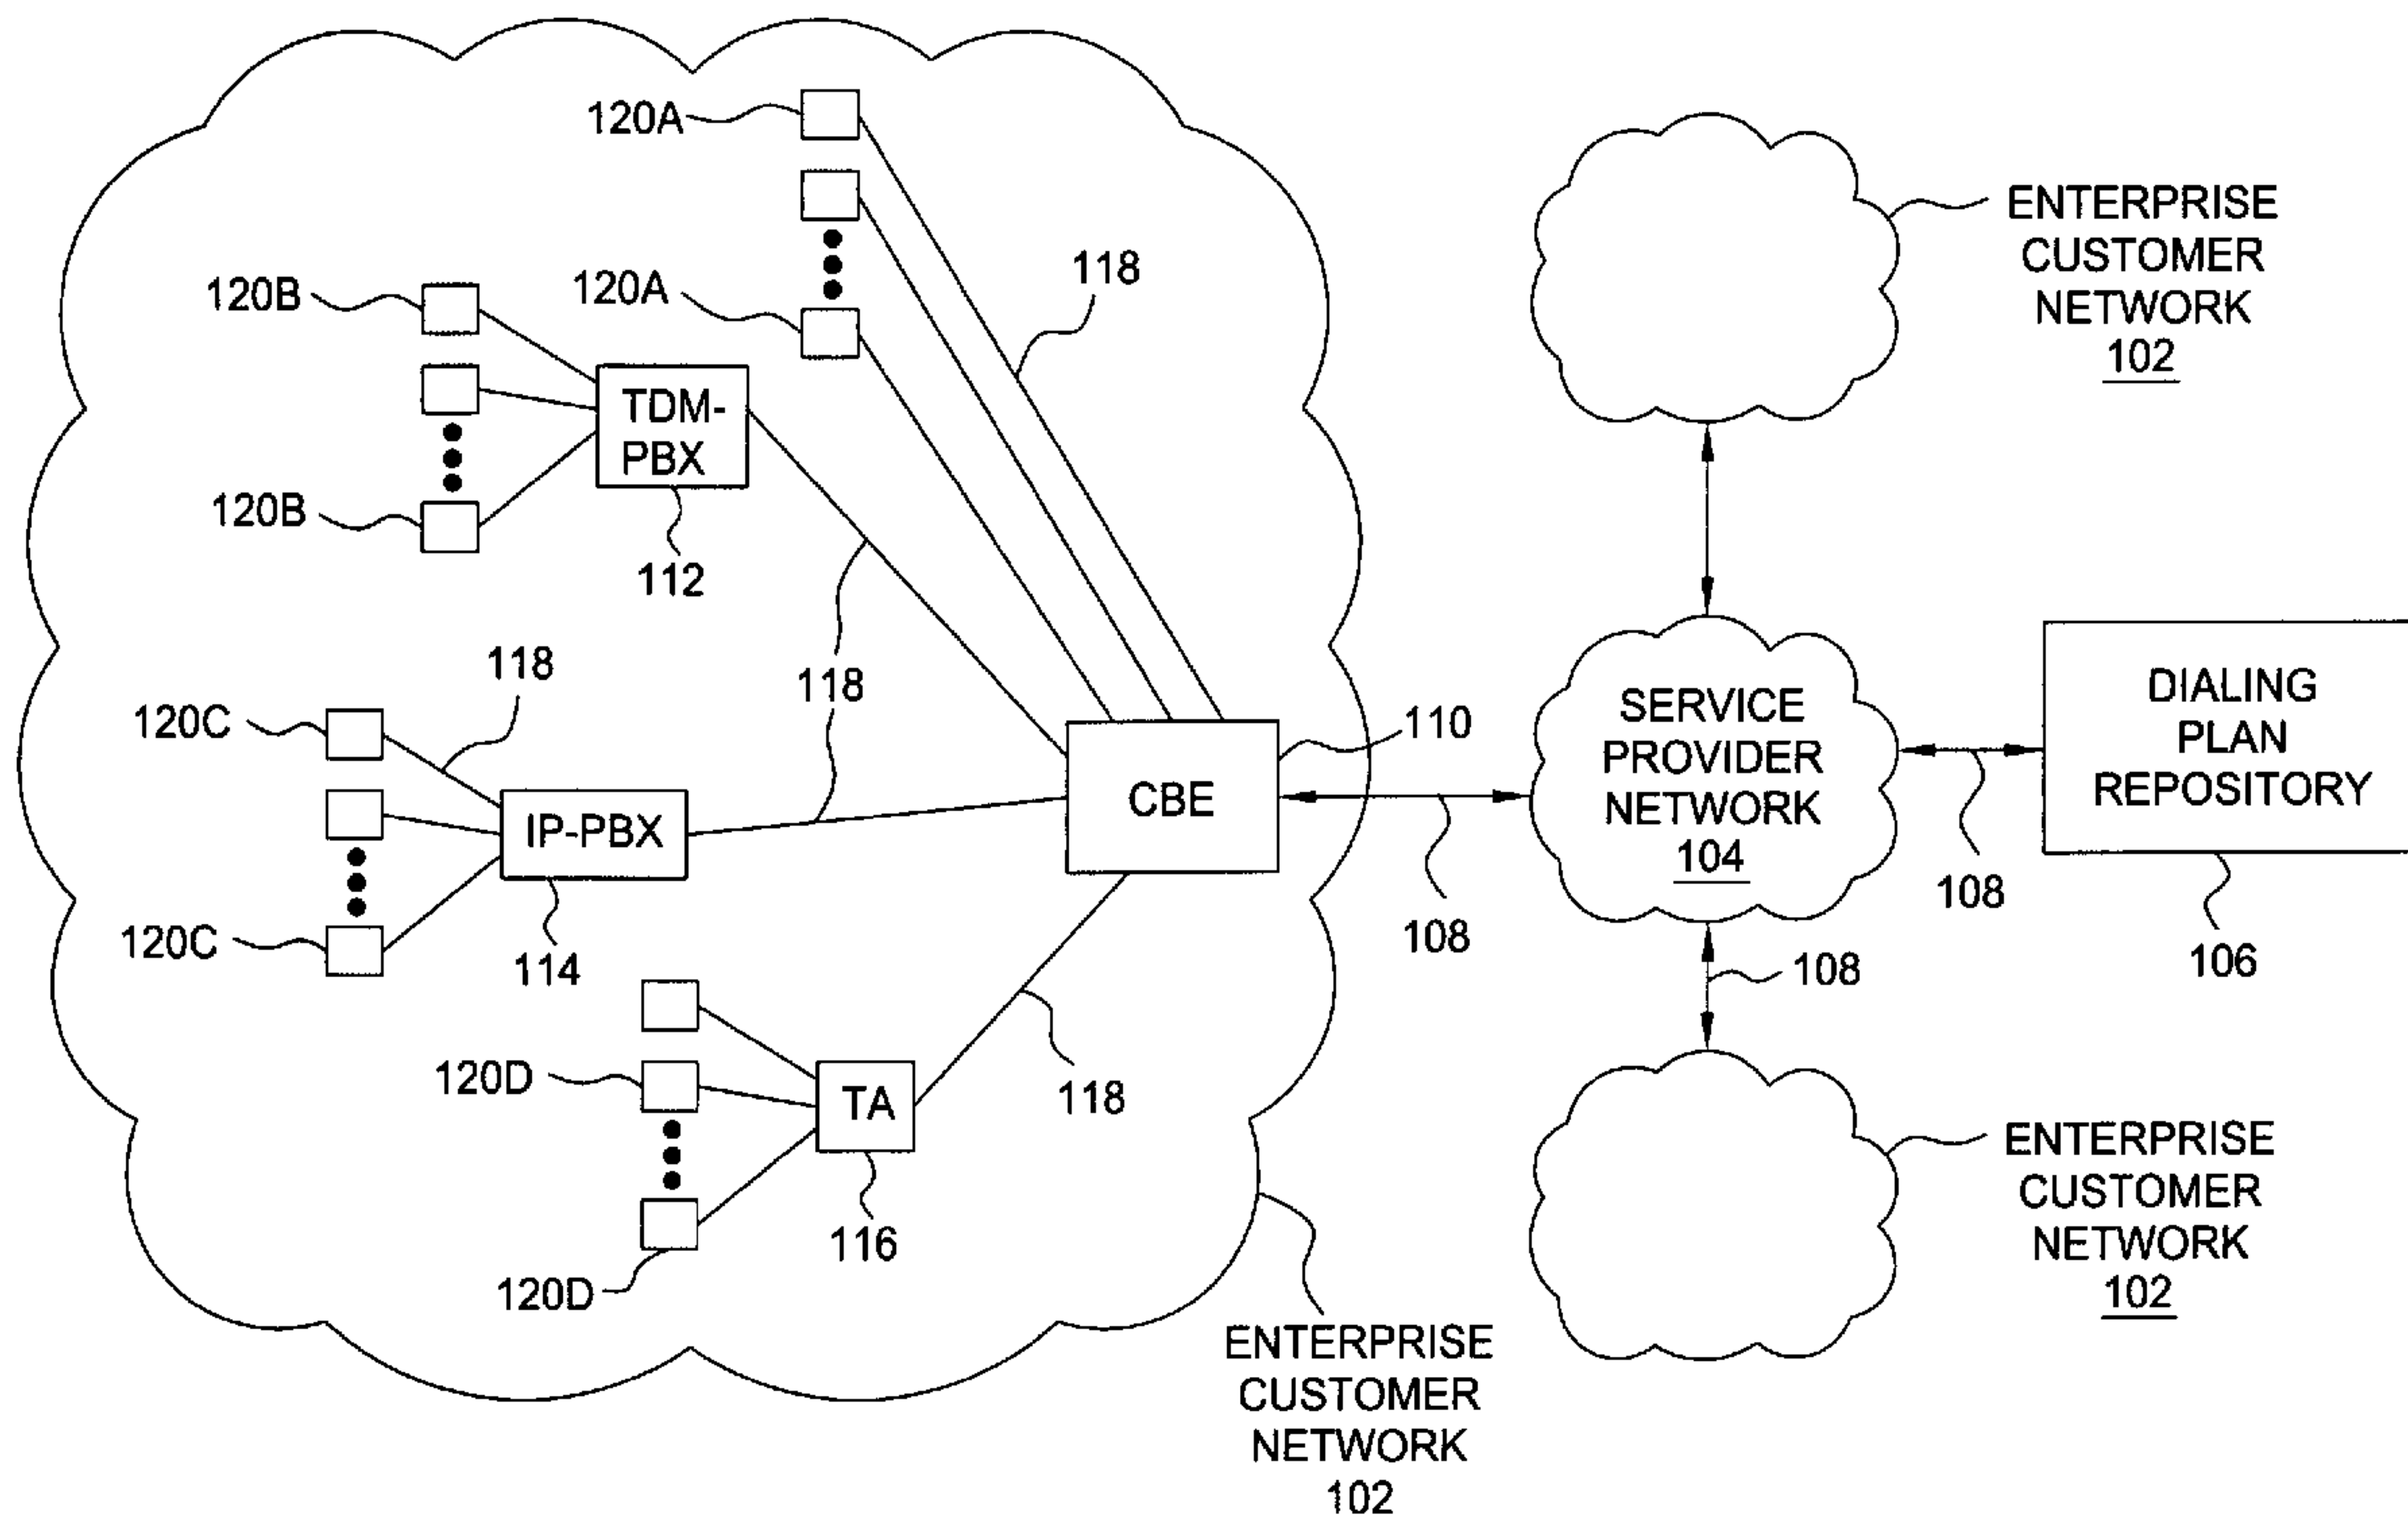 120A
120A
118
120B
120B
TDM-
PBX
112
118
118
120C
120C
IP-PBX
114
120D
120D
TA
116
118
CBE
110
108
ENTERPRISE
CUSTOMER
NETWORK
102
ENTERPRISE
CUSTOMER
NETWORK
102
SERVICE
PROVIDER
NETWORK
104
108
DIALING
PLAN
REPOSITORY
106
108
ENTERPRISE
CUSTOMER
NETWORK
102